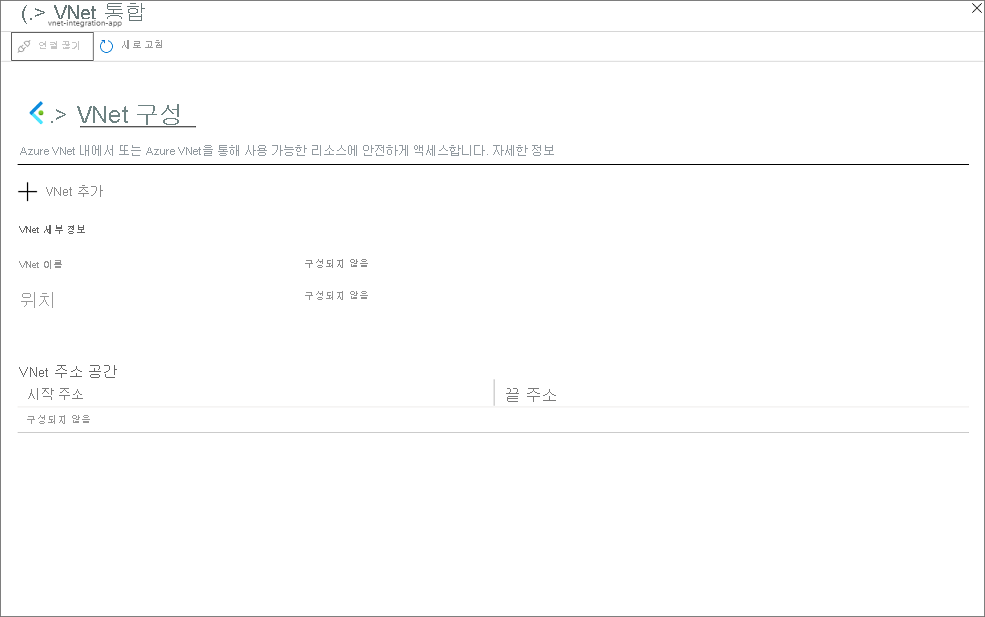 (.> VNet 통합
vnet-integration-app
연결 끊기 새로 고침
.> VNet 구성
Azure VNet 내에서 또는 Azure VNet을 통해 사용 가능한 리소스에 안전하게 액세스합니다. 자세한 정보
VNet 추가
VNet 세부 정보
VNet 이름 구성되지 않음
위치 구성되지 않음
VNet 주소 공간
시작 주소 끝 주소
구성되지 않음